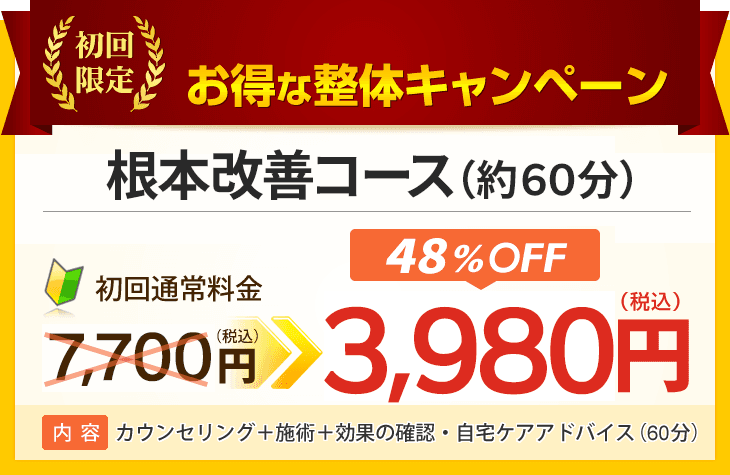 初回
限定
お得な整体キャンペーン
根本改善コース（約60分）
48%OFF
初回通常料金
7,700円（税込）
3,980円（税込）
内容 カウンセリング＋施術＋効果の確認・自宅ケアアドバイス（60分）